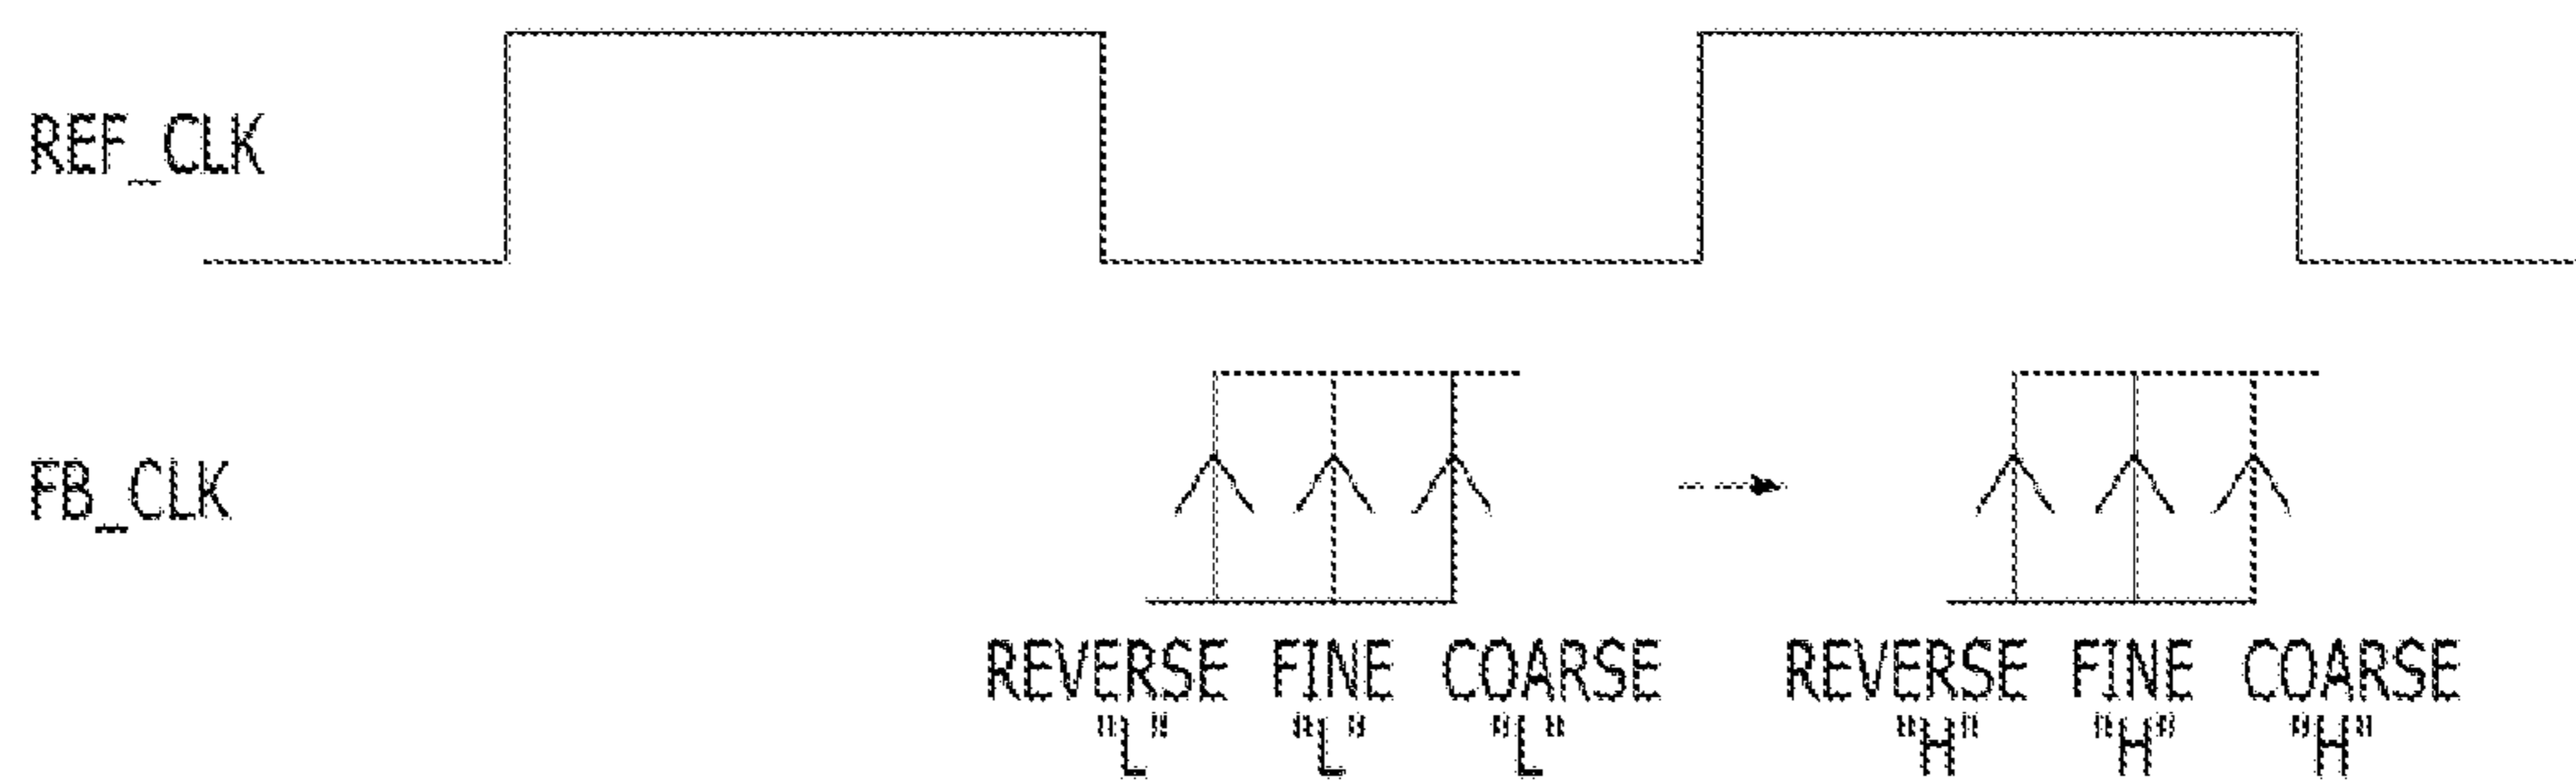 REF_CLK
FB_CLK
REVERSE FINE COARSE REVERSE FINE COARSE
"L" "L" "L" "H" "H" "H"